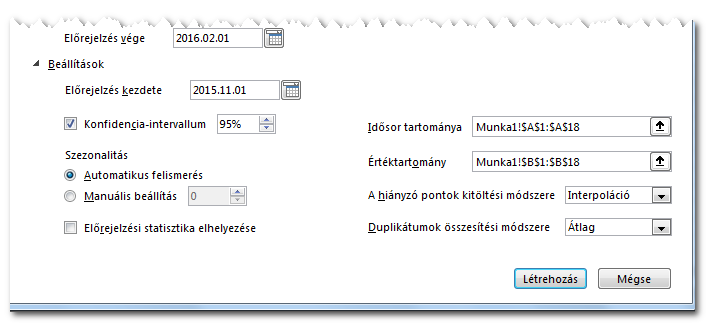 Előrejelzés vége 2016.02.01
Beállítások
Előrejelzés kezdete 2015.11.01
Konfidencia-intervallum 95%
Szezonalitás
Automatikus felismerés
Manuális beállítás 0
Előrejelzési statisztika elhelyezése
Idősor tartománya Munka1!$A$1:$A$18
Értéktartomány Munka1!$B$1:$B$18
A hiányzó pontok kitöltési módszere Interpoláció
Duplikátumok összesítési módszere Átlag
Létrehozás Mégse